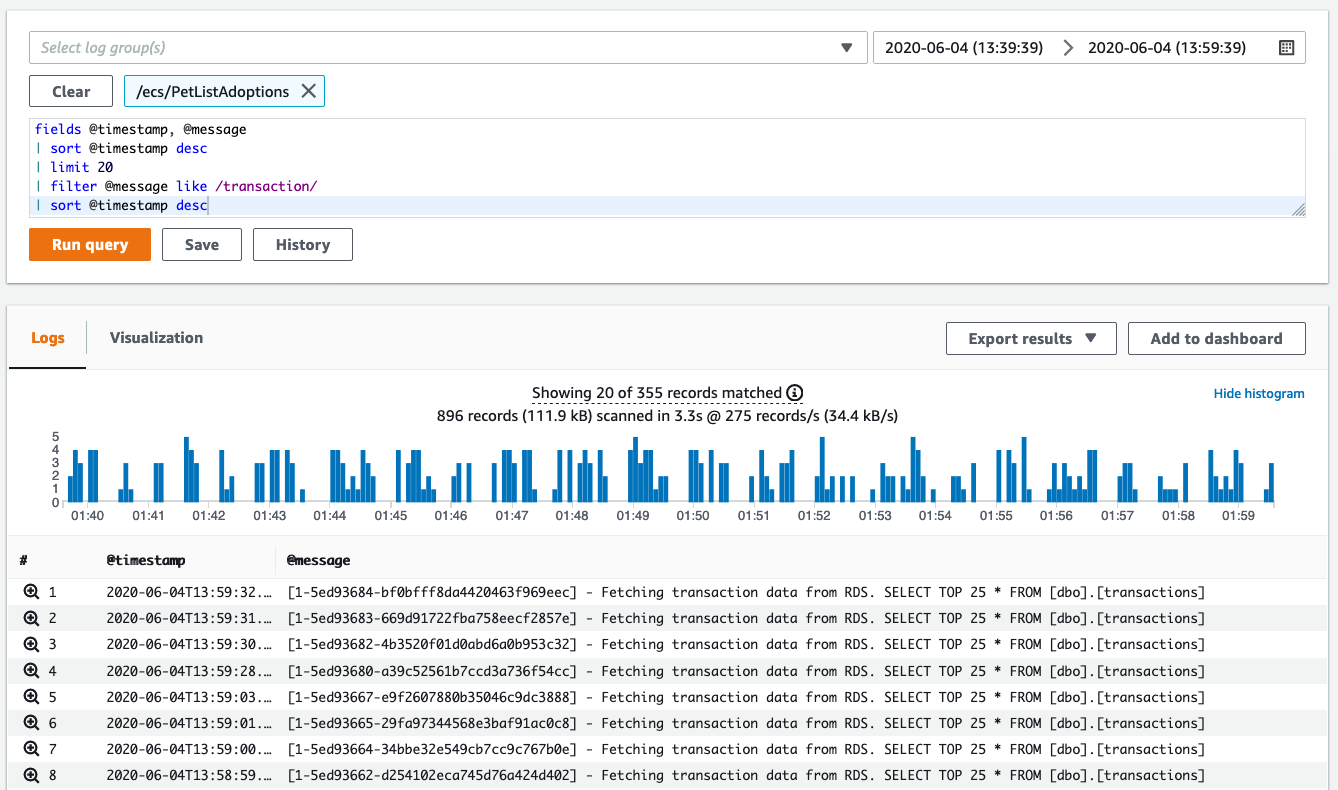 Select log group(s)
2020-06-04 (13:39:39) 2020-06-04 (13:59:39)
Clear /ecs/PetListAdoptions
fields @timestamp, @message
| sort @timestamp desc
| limit 20
| filter @message like /transaction/
| sort @timestamp desc
Run query Save History
Logs Visualization Export results Add to dashboard
Showing 20 of 355 records matched
Hide histogram
896 records (111.9 kB) scanned in 3.3s @ 275 records/s (34.4 kB/s)
5
4
3
2
1
0
01:40 01:41 01:42 01:43 01:44 01:45 01:46 01:47 01:48 01:49 01:50 01:51 01:52 01:53 01:54 01:55 01:56 01:57 01:58 01:59
# @timestamp @message
1 2020-06-04T13:59:32.… [1-5ed93684-bf0bfff8da4420463f969eec] - Fetching transaction data from RDS. SELECT TOP 25 * FROM [dbo].[transactions]
2 2020-06-04T13:59:31.… [1-5ed93683-669d91722fba758eecf2857e] - Fetching transaction data from RDS. SELECT TOP 25 * FROM [dbo].[transactions]
3 2020-06-04T13:59:30.… [1-5ed93682-4b3520f01d0abd6a0b953c32] - Fetching transaction data from RDS. SELECT TOP 25 * FROM [dbo].[transactions]
4 2020-06-04T13:59:28.… [1-5ed93680-a39c52561b7ccd3a736f54cc] - Fetching transaction data from RDS. SELECT TOP 25 * FROM [dbo].[transactions]
5 2020-06-04T13:59:03.… [1-5ed93667-e9f2607880b35046c9dc3888] - Fetching transaction data from RDS. SELECT TOP 25 * FROM [dbo].[transactions]
6 2020-06-04T13:59:01.… [1-5ed93665-29fa97344568e3baf91ac0c8] - Fetching transaction data from RDS. SELECT TOP 25 * FROM [dbo].[transactions]
7 2020-06-04T13:59:00.… [1-5ed93664-34bbe32e549cb7cc9c767b0e] - Fetching transaction data from RDS. SELECT TOP 25 * FROM [dbo].[transactions]
8 2020-06-04T13:58:59.… [1-5ed93662-d254102eca745d76a424d402] - Fetching transaction data from RDS. SELECT TOP 25 * FROM [dbo].[transactions]